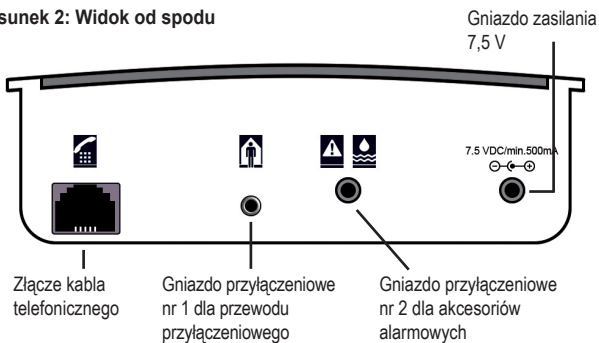 sunek 2: Widok od spodu
Gniazdo zasilania
7,5 V
7.5 VDC/min.500mA
Złącze kabla
telefonicznego
Gniazdo przyłączeniowe
nr 1 dla przewodu
przyłączeniowego
Gniazdo przyłączeniowe
nr 2 dla akcesoriów
alarmowych